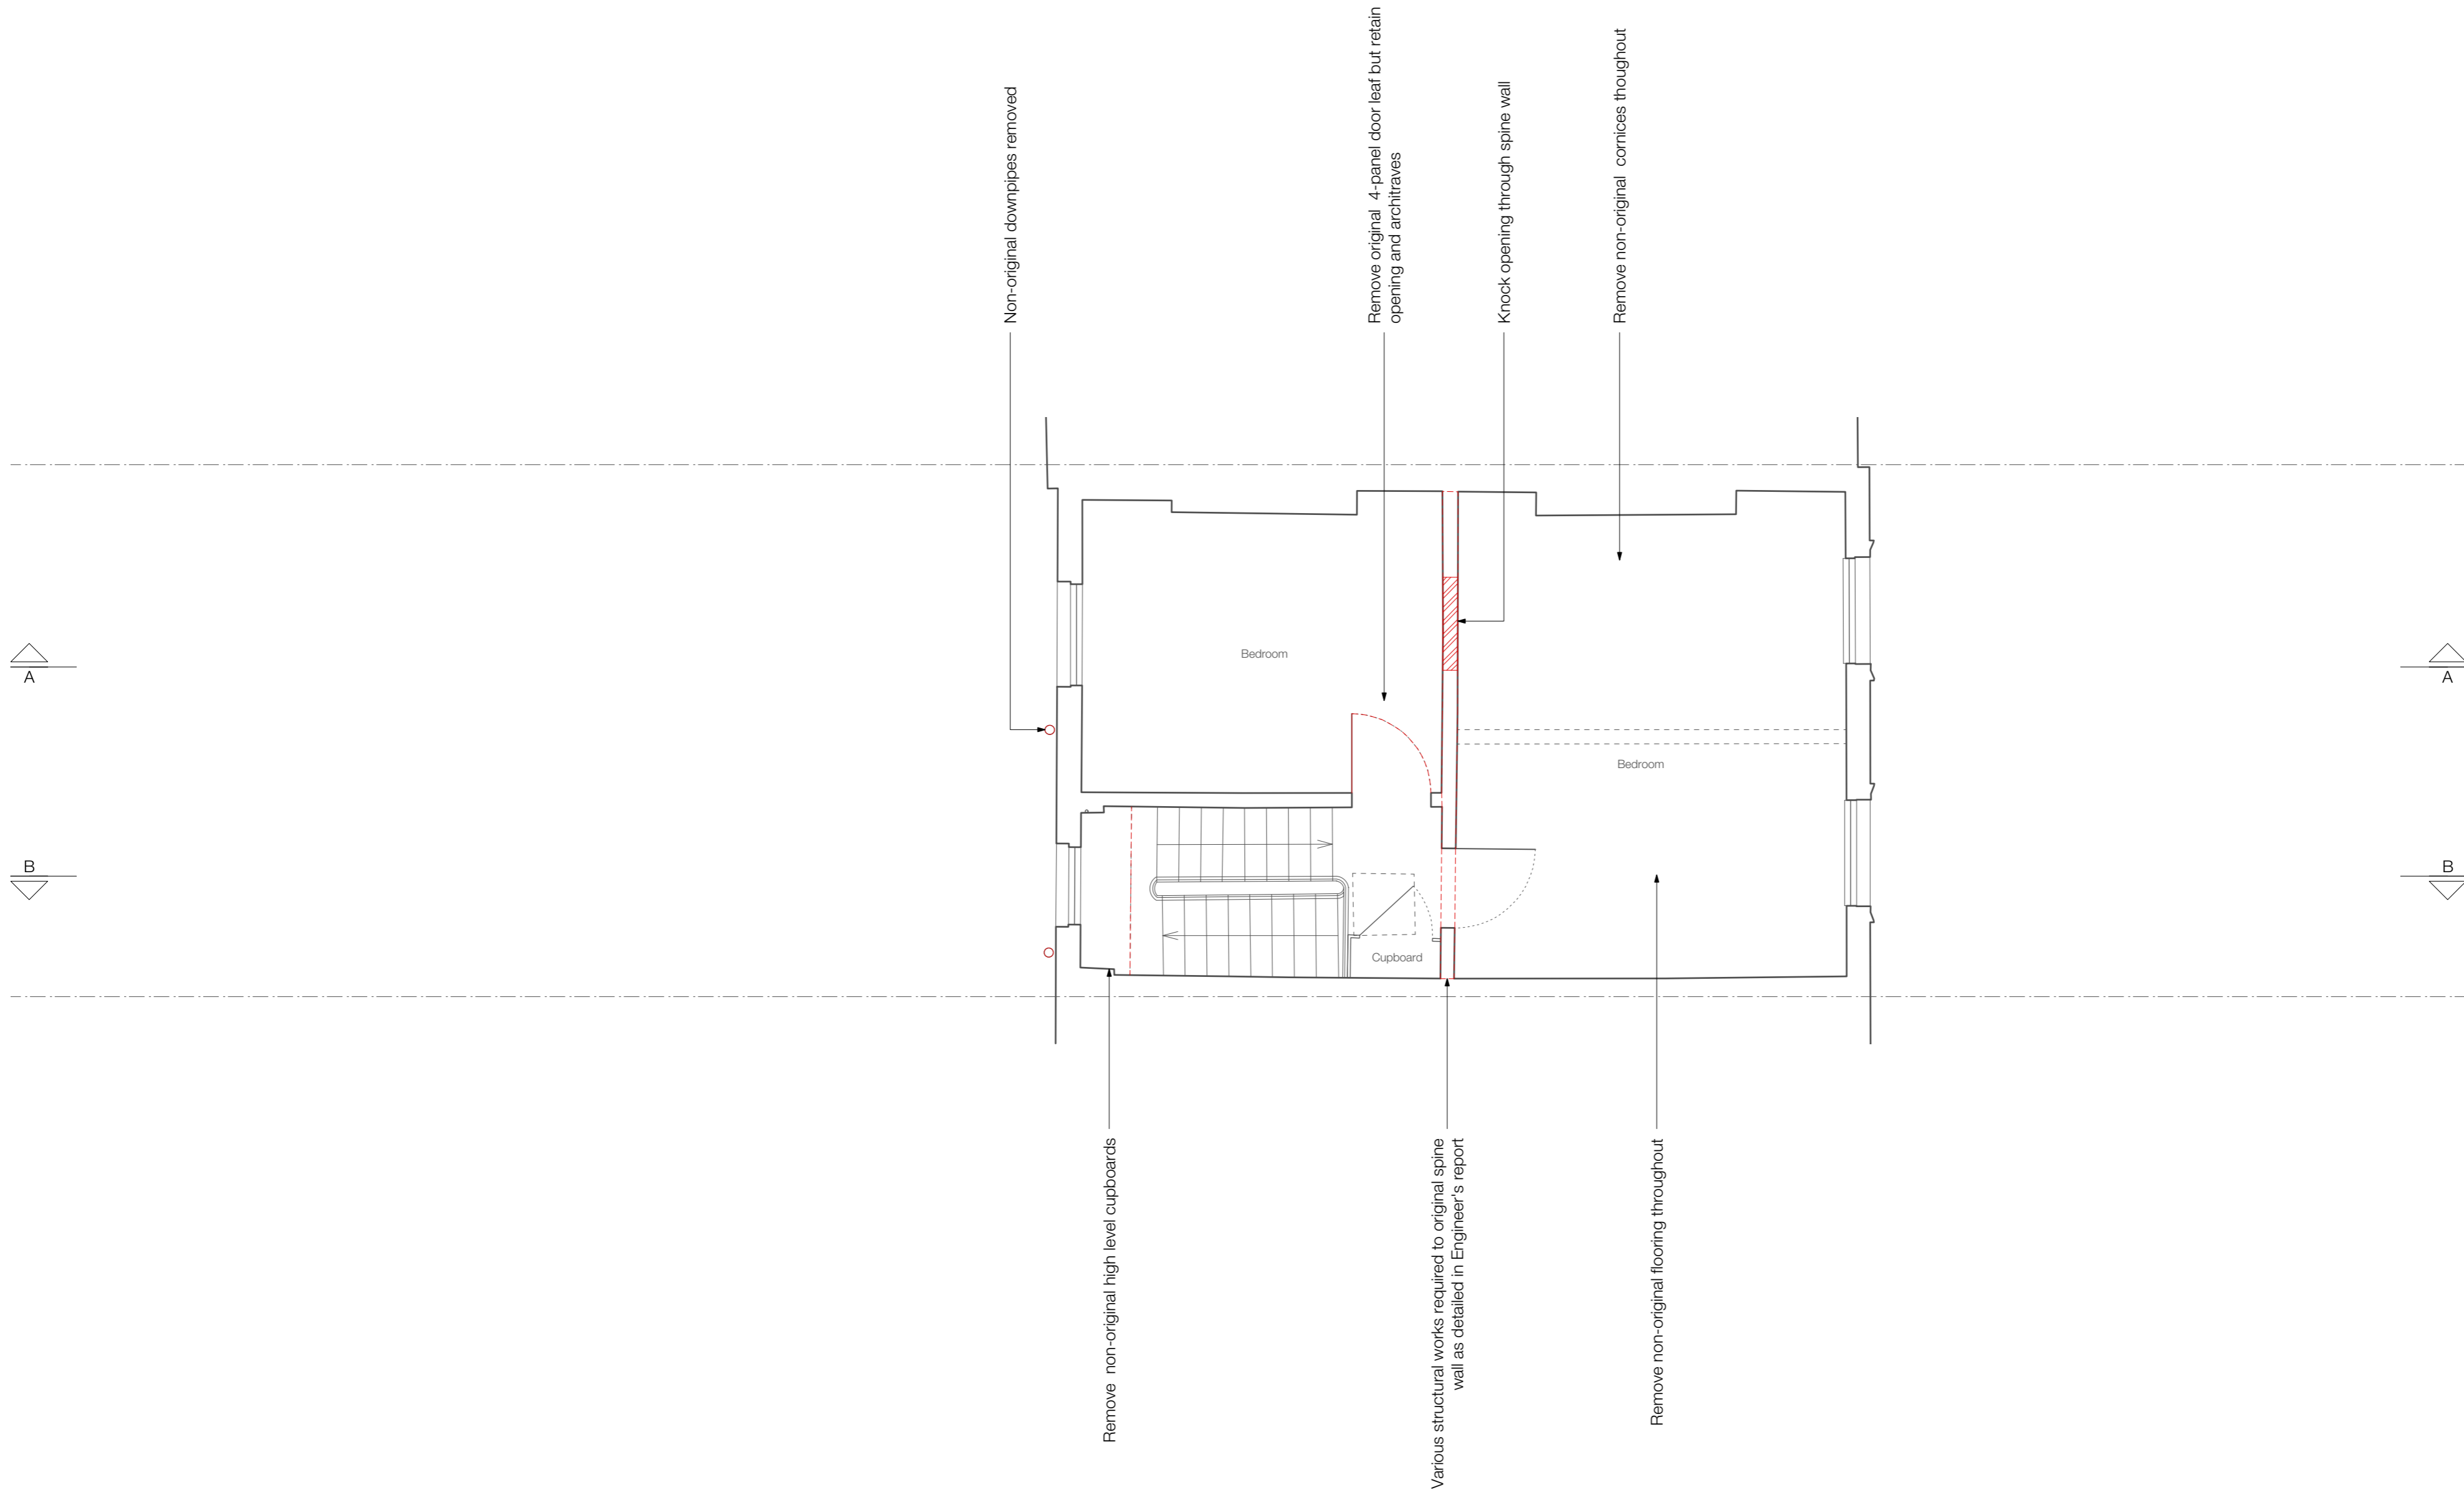 Non-original downpipes removed
Remove original 4-panel door leaf but retain
opening and architraves
Knock opening through spine wall
Remove non-original cornices thoughout
Bedroom
Bedroom
Cupboard
A
A
B
B
Remove non-original high level cupboards
Various structural works required to original spine
wall as detailed in Engineer's report
Remove non-original flooring throughout